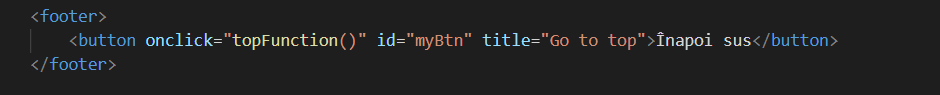 <footer>
<button onclick="topFunction()" id="myBtn" title="Go to top">Înapoi sus</button>
</footer>